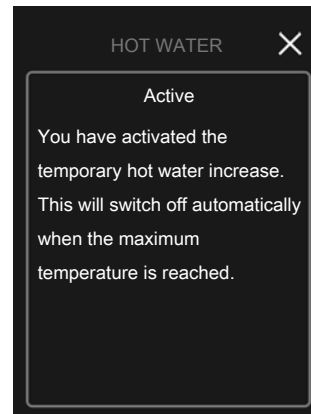 HOT WATER
Active
You have activated the
temporary hot water increase.
This will switch off automatically
when the maximum
temperature is reached.